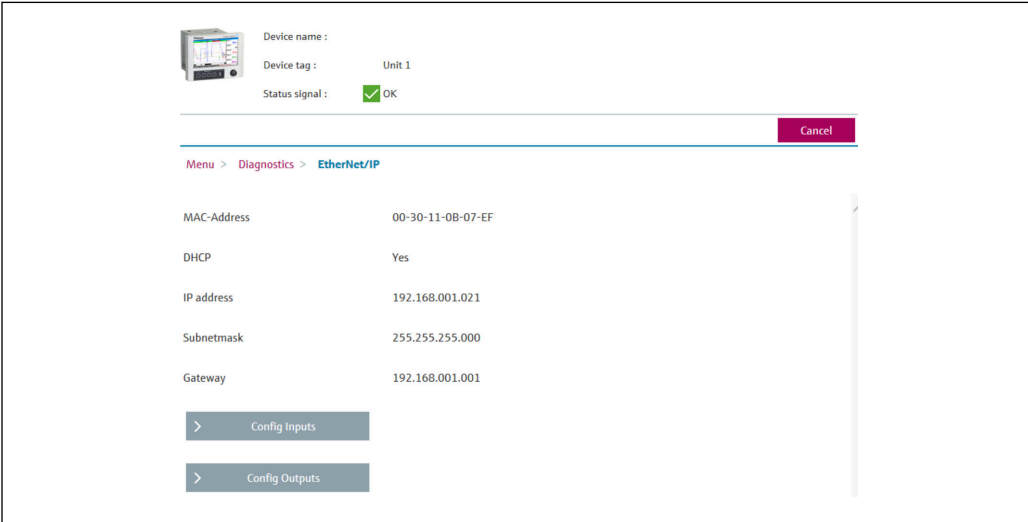 Device name :
Device tag : Unit 1
Status signal : OK
Cancel
Menu > Diagnostics > EtherNet/IP
MAC-Address 00-30-11-0B-07-EF
DHCP Yes
IP address 192.168.001.021
Subnetmask 255.255.255.000
Gateway 192.168.001.001
> Config Inputs
> Config Outputs